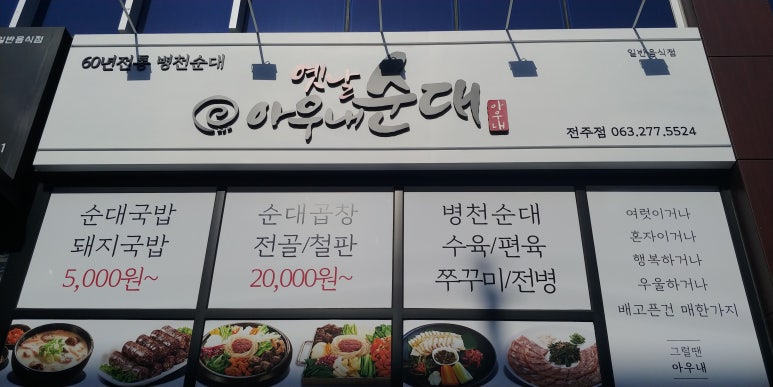 일반음식점
60년전통 병천순대
일반음식점
옛날
아우내순대
아우내
전주점 063.277.5524
1
순대국밥
돼지국밥
5,000원~
순대곱창
전골/철판
20,000원~
병천순대
수육/편육
쭈꾸미/전병
여럿이거나
혼자이거나
행복하거나
우울하거나
배고픈건 매한가지
그럴땐
아우내